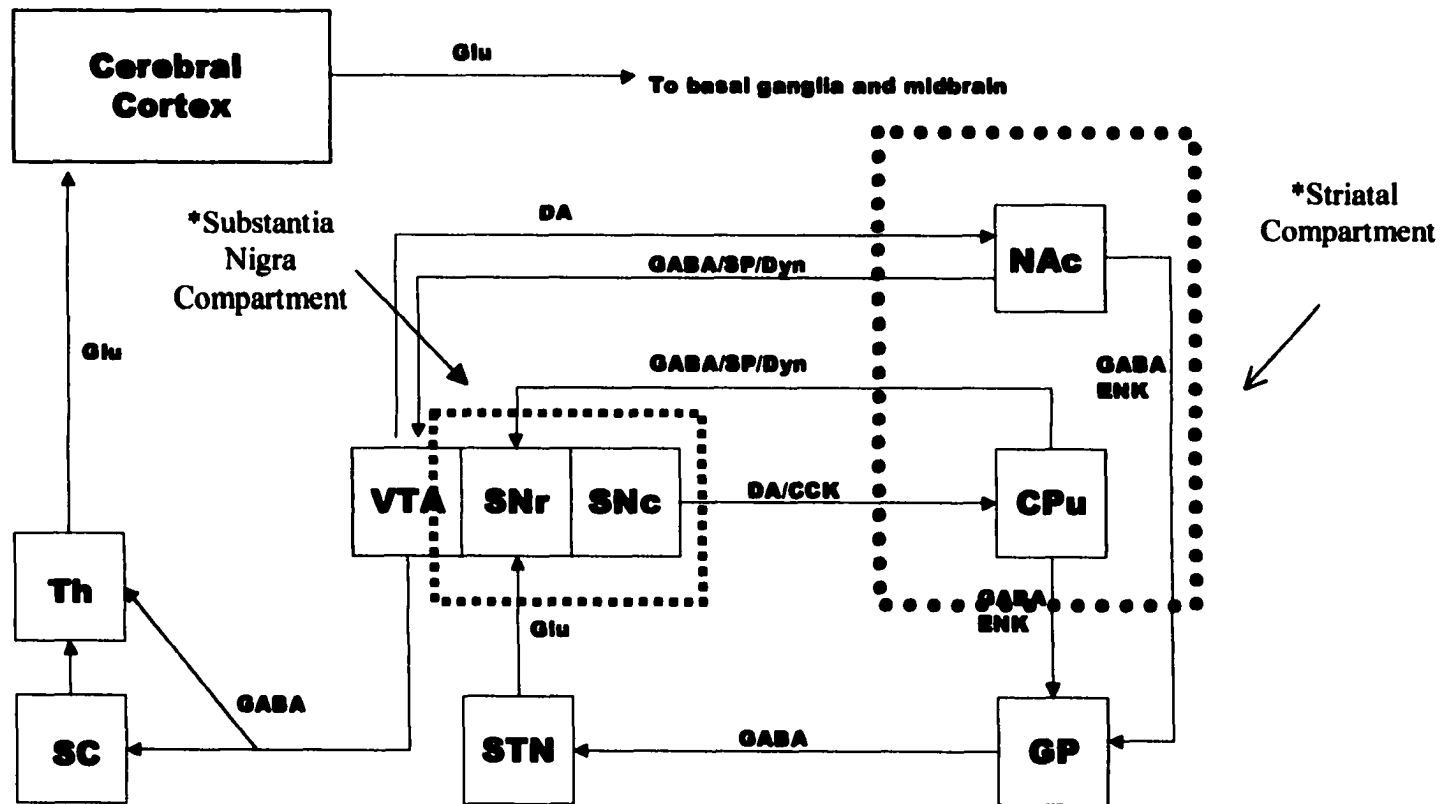 Cerebral
Cortex
Glu
To basal ganglia and midbrain
*Substantia
Nigra
Compartment
DA
GABA/SP/Dyn
NAc
*Striatal
Compartment
Glu
GABA/SP/Dyn
GABA
ENK
VTA
SNr
SNc
DA/CCK
CPu
Th
Glu
GABA
ENK
GABA
SC
STN
GABA
GP